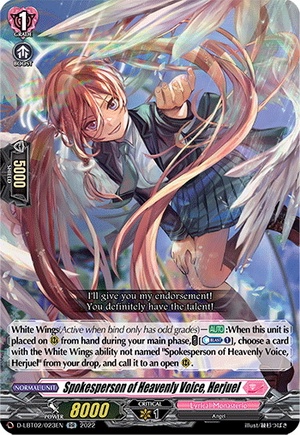 1
GRADE
BOOST
5000
SHIELD
I'll give you my endorsement!
You definitely have the talent!!
White Wings(Active when bind only has odd grades) – AUTO:When this unit is
placed on from hand during your main phase, [C BLAST 1], choose a card
with the White Wings ability not named "Spokesperson of Heavenly Voice,
Herjuel" from your drop, and call it to an open .
NORMAL UNIT
Spokesperson of Heavenly Voice, Herjuel
Lyrical Monasterio
POWER
8000
CRITICAL
1
Angel
D-LBT02/023EN RR 2022